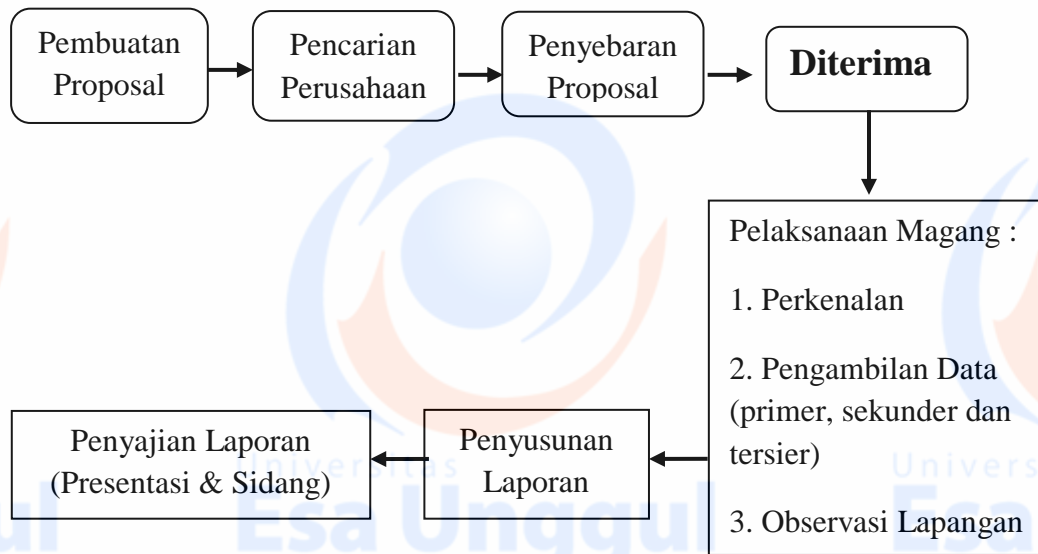 Pembuatan
Proposal
Pencarian
Perusahaan
Penyebaran
Proposal
Diterima
Pelaksanaan Magang :
1. Perkenalan
2. Pengambilan Data
(primer, sekunder dan
tersier)
3. Observasi Lapangan
Penyusunan
Laporan
Penyajian Laporan
(Presentasi & Sidang)
Universitas
Esa Unggul
Univers
Esa
gul